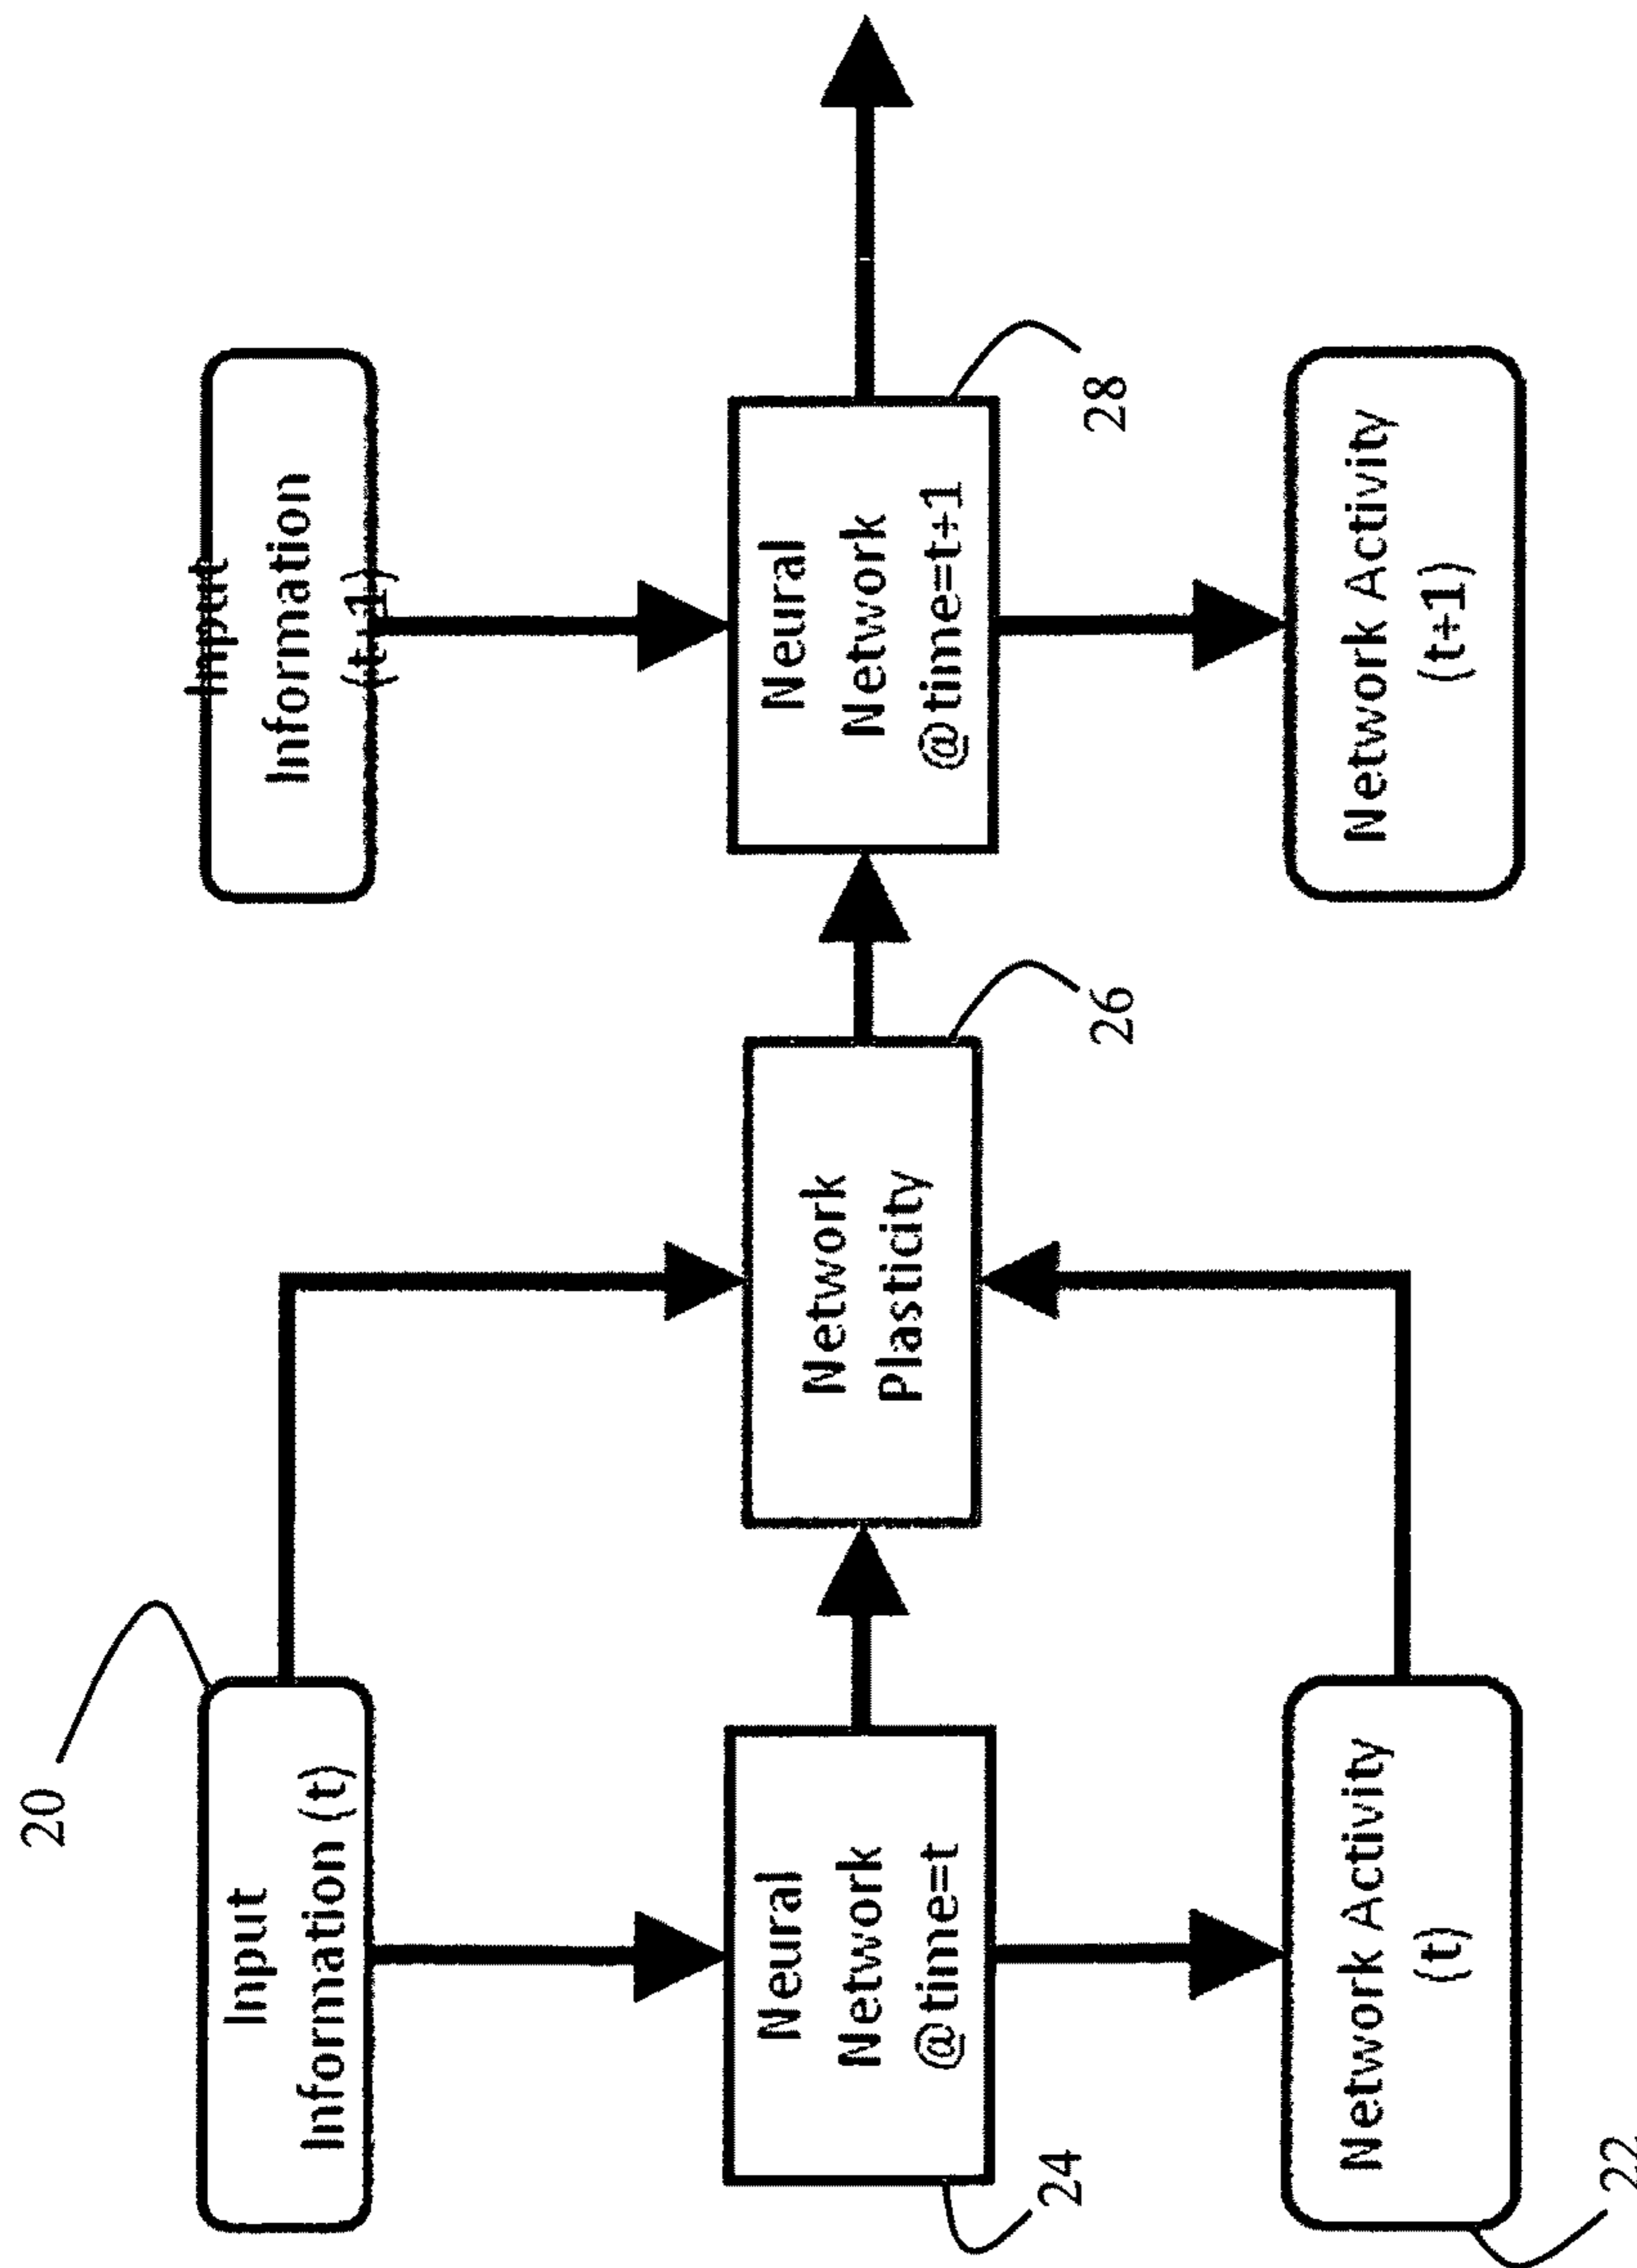 20
Input
Information (t)
Neural
Network
@time=t
24
Network Activity
(t)
22
Network
Plasticity
26
Input
Information
(t+1)
Neural
Network
@time=t+1
28
Network Activity
(t+1)